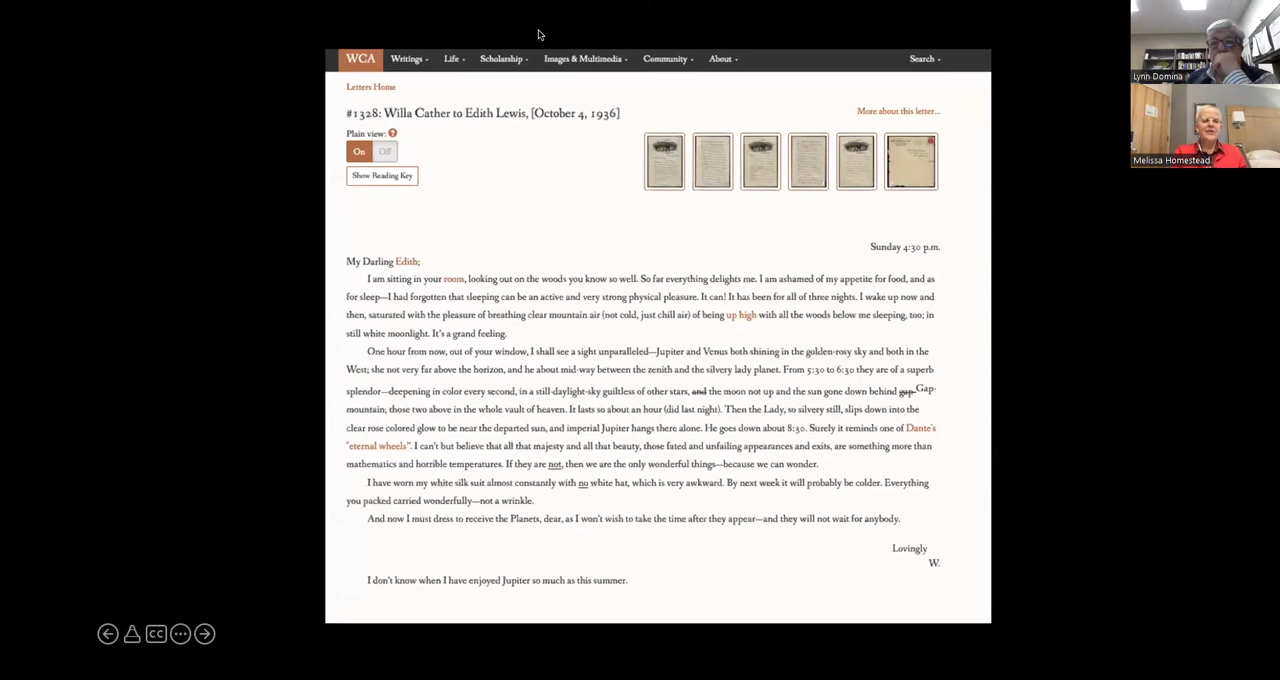 WCA Writings Life Scholarship Images & Multimedia Community About Search
Letters Home
#1328: Willa Cather to Edith Lewis, [October 4, 1936]
More about this letter...
Plain view: ?
On Off
Show Reading Key
Sunday 4:30 p.m.
My Darling Edith;
I am sitting in your room, looking out on the woods you know so well. So far everything delights me. I am ashamed of my appetite for food, and as
for sleep—I had forgotten that sleeping can be an active and very strong physical pleasure. It can! It has been for all of three nights. I wake up now and
then, saturated with the pleasure of breathing clear mountain air (not cold, just chill air) of being up high with all the woods below me sleeping, too; in
still white moonlight. It's a grand feeling.
One hour from now, out of your window, I shall see a sight unparalleled—Jupiter and Venus both shining in the golden-rosy sky and both in the
West; she not very far above the horizon, and he about mid-way between the zenith and the silvery lady planet. From 5:30 to 6:30 they are of a superb
splendor—deepening in color every second, in a still-daylight-sky guiltless of other stars, and the moon not up and the sun gone down behind gap Gap-
mountain; those two above in the whole vault of heaven. It lasts so about an hour (did last night). Then the Lady, so silvery still, slips down into the
clear rose colored glow to be near the departed sun, and imperial Jupiter hangs there alone. He goes down about 8:30. Surely it reminds one of Dante's
"eternal wheels". I can't but believe that all that majesty and all that beauty, those fated and unfailing appearances and exits, are something more than
mathematics and horrible temperatures. If they are not, then we are the only wonderful things—because we can wonder.
I have worn my white silk suit almost constantly with no white hat, which is very awkward. By next week it will probably be colder. Everything
you packed carried wonderfully—not a wrinkle.
And now I must dress to receive the Planets, dear, as I won't wish to take the time after they appear—and they will not wait for anybody.
Lovingly
W.
I don't know when I have enjoyed Jupiter so much as this summer.
Lynn Domina
Melissa Homestead
CC